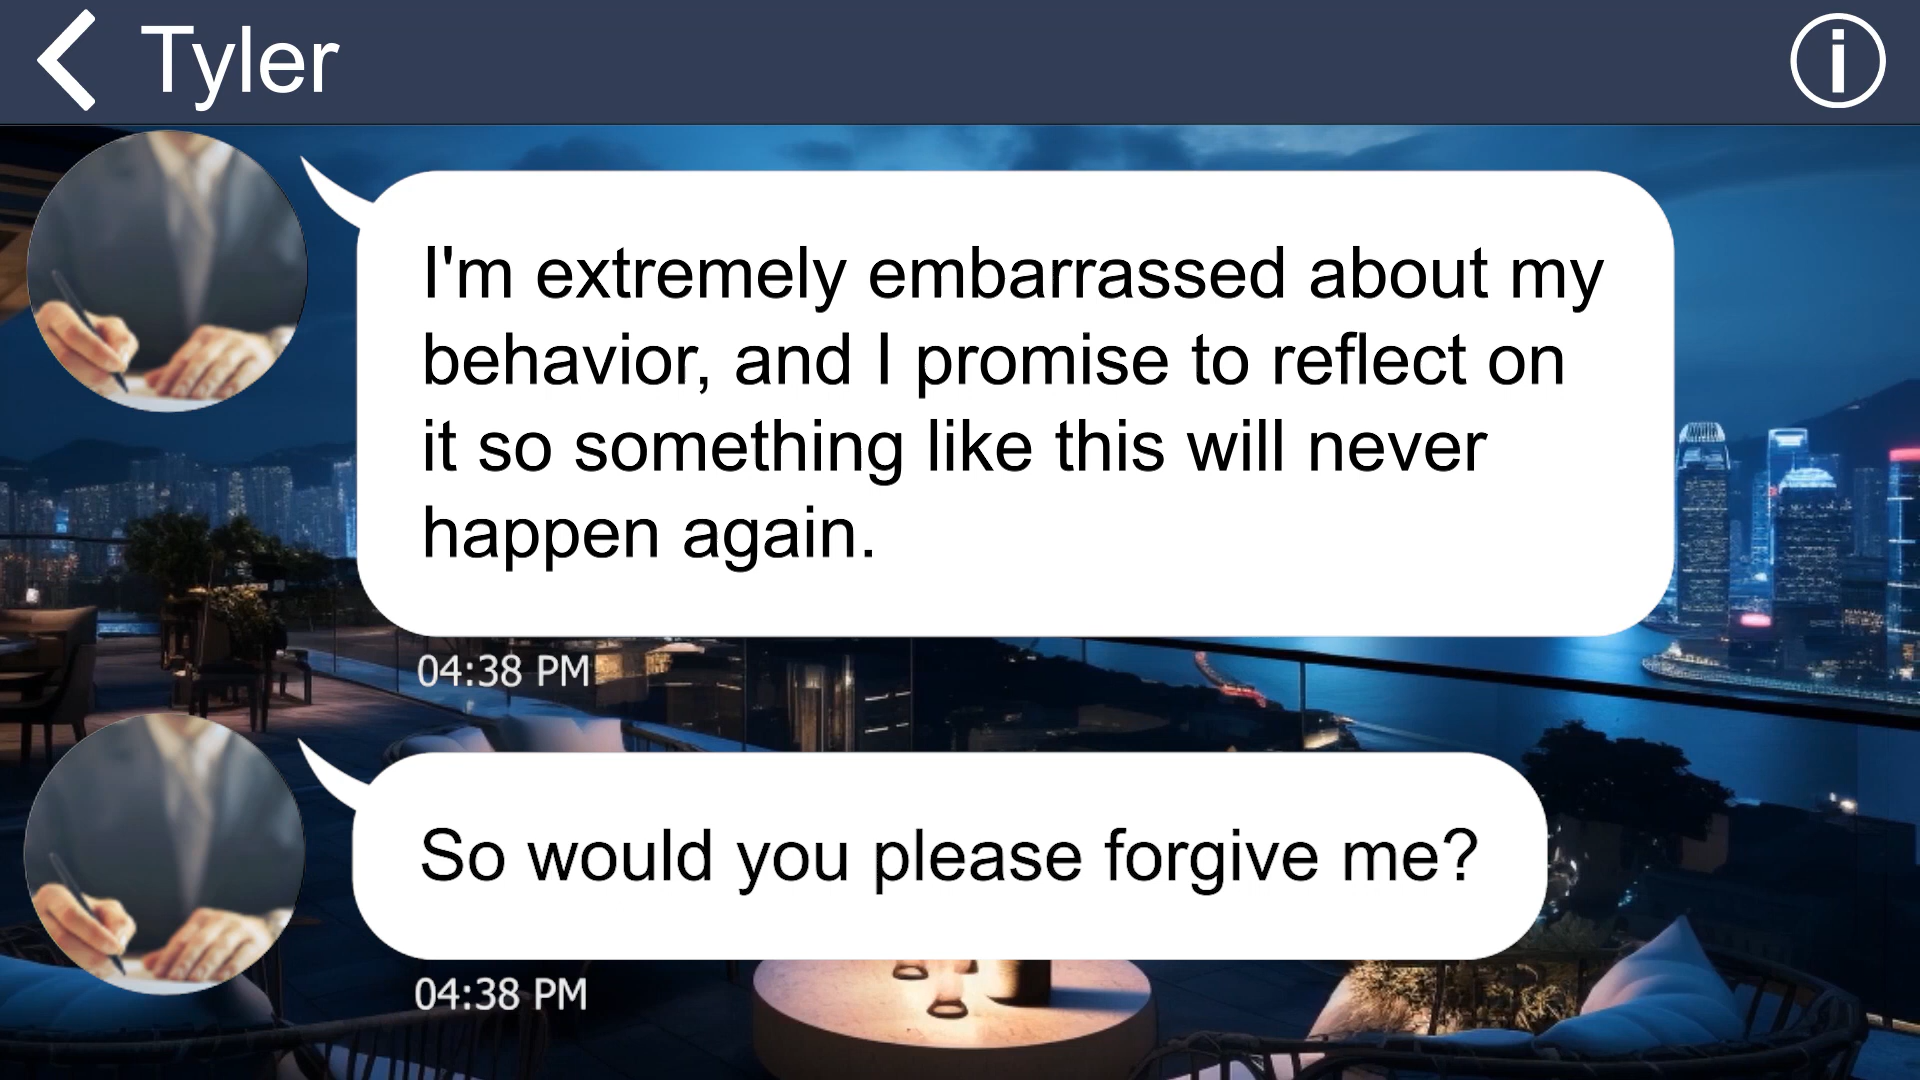 Tyler
I'm extremely embarrassed about my
behavior, and I promise to reflect on
it so something like this will never
happen again.
04:38 PM
So would you please forgive me?
04:38 PM